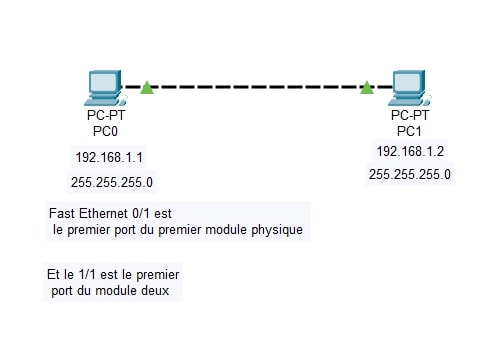 PC-PT
PC0
192.168.1.1
255.255.255.0
PC-PT
PC1
192.168.1.2
255.255.255.0
Fast Ethernet 0/1 est
le premier port du premier module physique
Et le 1/1 est le premier
port du module deux